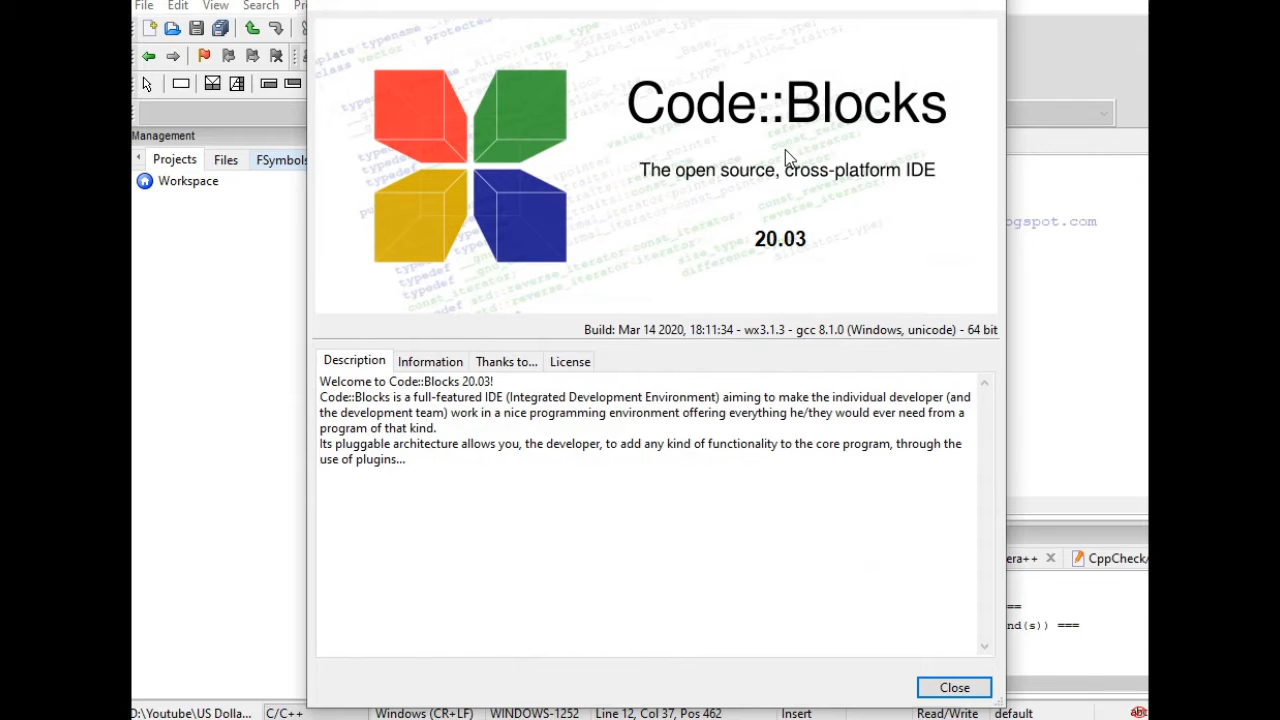 File Edit View Search
Management
Projects Files FSymbols
Workspace
Code::Blocks
The open source, cross-platform IDE
20.03
ogspot.com
Build: Mar 14 2020, 18:11:34 - wx3.1.3 - gcc 8.1.0 (Windows, unicode) - 64 bit
Description Information Thanks to... License
Welcome to Code::Blocks 20.03!
Code::Blocks is a full-featured IDE (Integrated Development Environment) aiming to make the individual developer (and
the development team) work in a nice programming environment offering everything he/they would ever need from a
program of that kind.
Its pluggable architecture allows you, the developer, to add any kind of functionality to the core program, through the
use of plugins...
era++ CppCheck/
==
nd(s)) ===
Close
D:\Youtube\US Dolla... C/C++ Windows (CR+LF) WINDOWS-1252 Line 12, Col 37, Pos 462 Insert Read/Write default